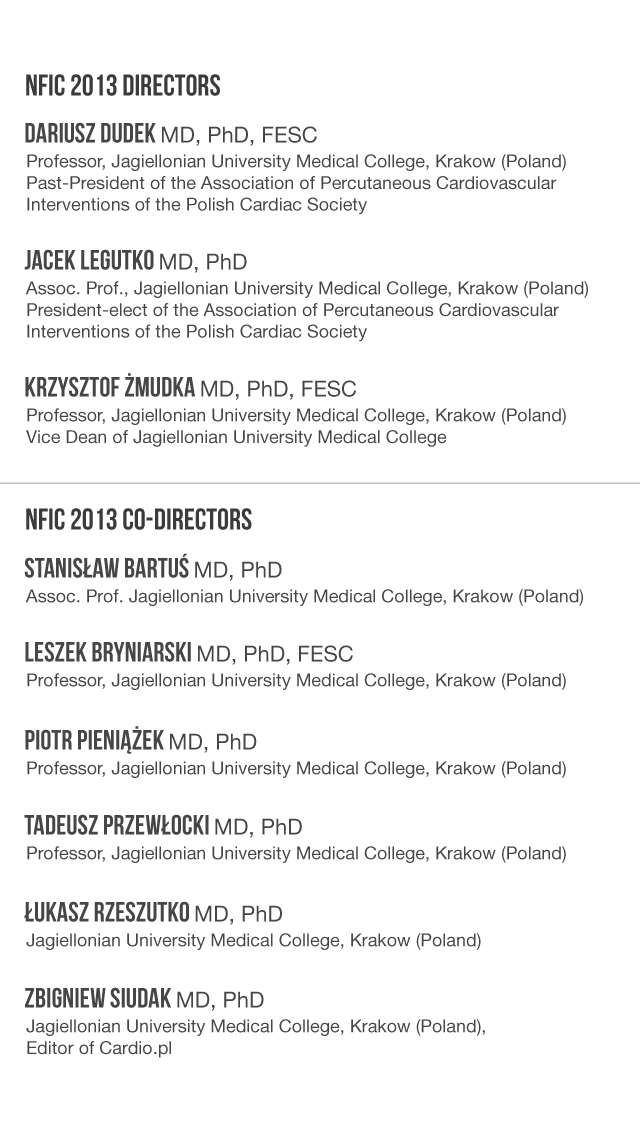 NFIC 2013 DIRECTORS
DARIUSZ DUDEK MD, PhD, FESC
Professor, Jagiellonian University Medical College, Krakow (Poland)
Past-President of the Association of Percutaneous Cardiovascular
Interventions of the Polish Cardiac Society
JACEK LEGUTKO MD, PhD
Assoc. Prof., Jagiellonian University Medical College, Krakow (Poland)
President-elect of the Association of Percutaneous Cardiovascular
Interventions of the Polish Cardiac Society
KRZYSZTOF ŻMUDKA MD, PhD, FESC
Professor, Jagiellonian University Medical College, Krakow (Poland)
Vice Dean of Jagiellonian University Medical College
NFIC 2013 CO-DIRECTORS
STANISŁAW BARTUŚ MD, PhD
Assoc. Prof. Jagiellonian University Medical College, Krakow (Poland)
LESZEK BRYNIARSKI MD, PhD, FESC
Professor, Jagiellonian University Medical College, Krakow (Poland)
PIOTR PIENIĄŻEK MD, PhD
Professor, Jagiellonian University Medical College, Krakow (Poland)
TADEUSZ PRZEWŁOCKI MD, PhD
Professor, Jagiellonian University Medical College, Krakow (Poland)
ŁUKASZ RZESZUTKO MD, PhD
Jagiellonian University Medical College, Krakow (Poland)
ZBIGNIEW SIUDAK MD, PhD
Jagiellonian University Medical College, Krakow (Poland),
Editor of Cardio.pl